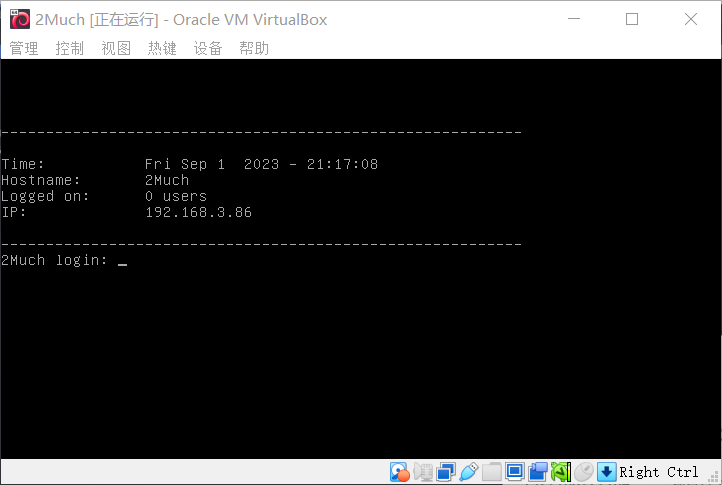 2Much [正在运行] - Oracle VM VirtualBox
管理 控制 视图 热键 设备 帮助
----------------------------------------------------------
Time: Fri Sep 1  2023 - 21:17:08
Hostname: 2Much
Logged on: 0 users
IP: 192.168.3.86
----------------------------------------------------------
2Much login: _
Right Ctrl